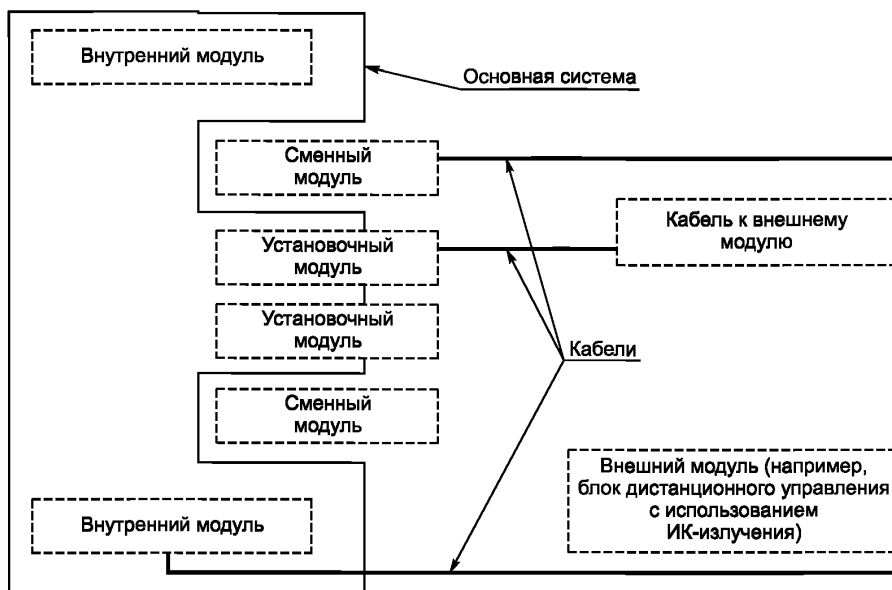 Внутренний модуль
Основная система
Сменный
модуль
Кабель к внешнему
модулю
Установочный
модуль
Установочный
модуль
Кабели
Сменный
модуль
Внешний модуль (например,
блок дистанционного управления
с использованием
ИК-излучения)
Внутренний модуль